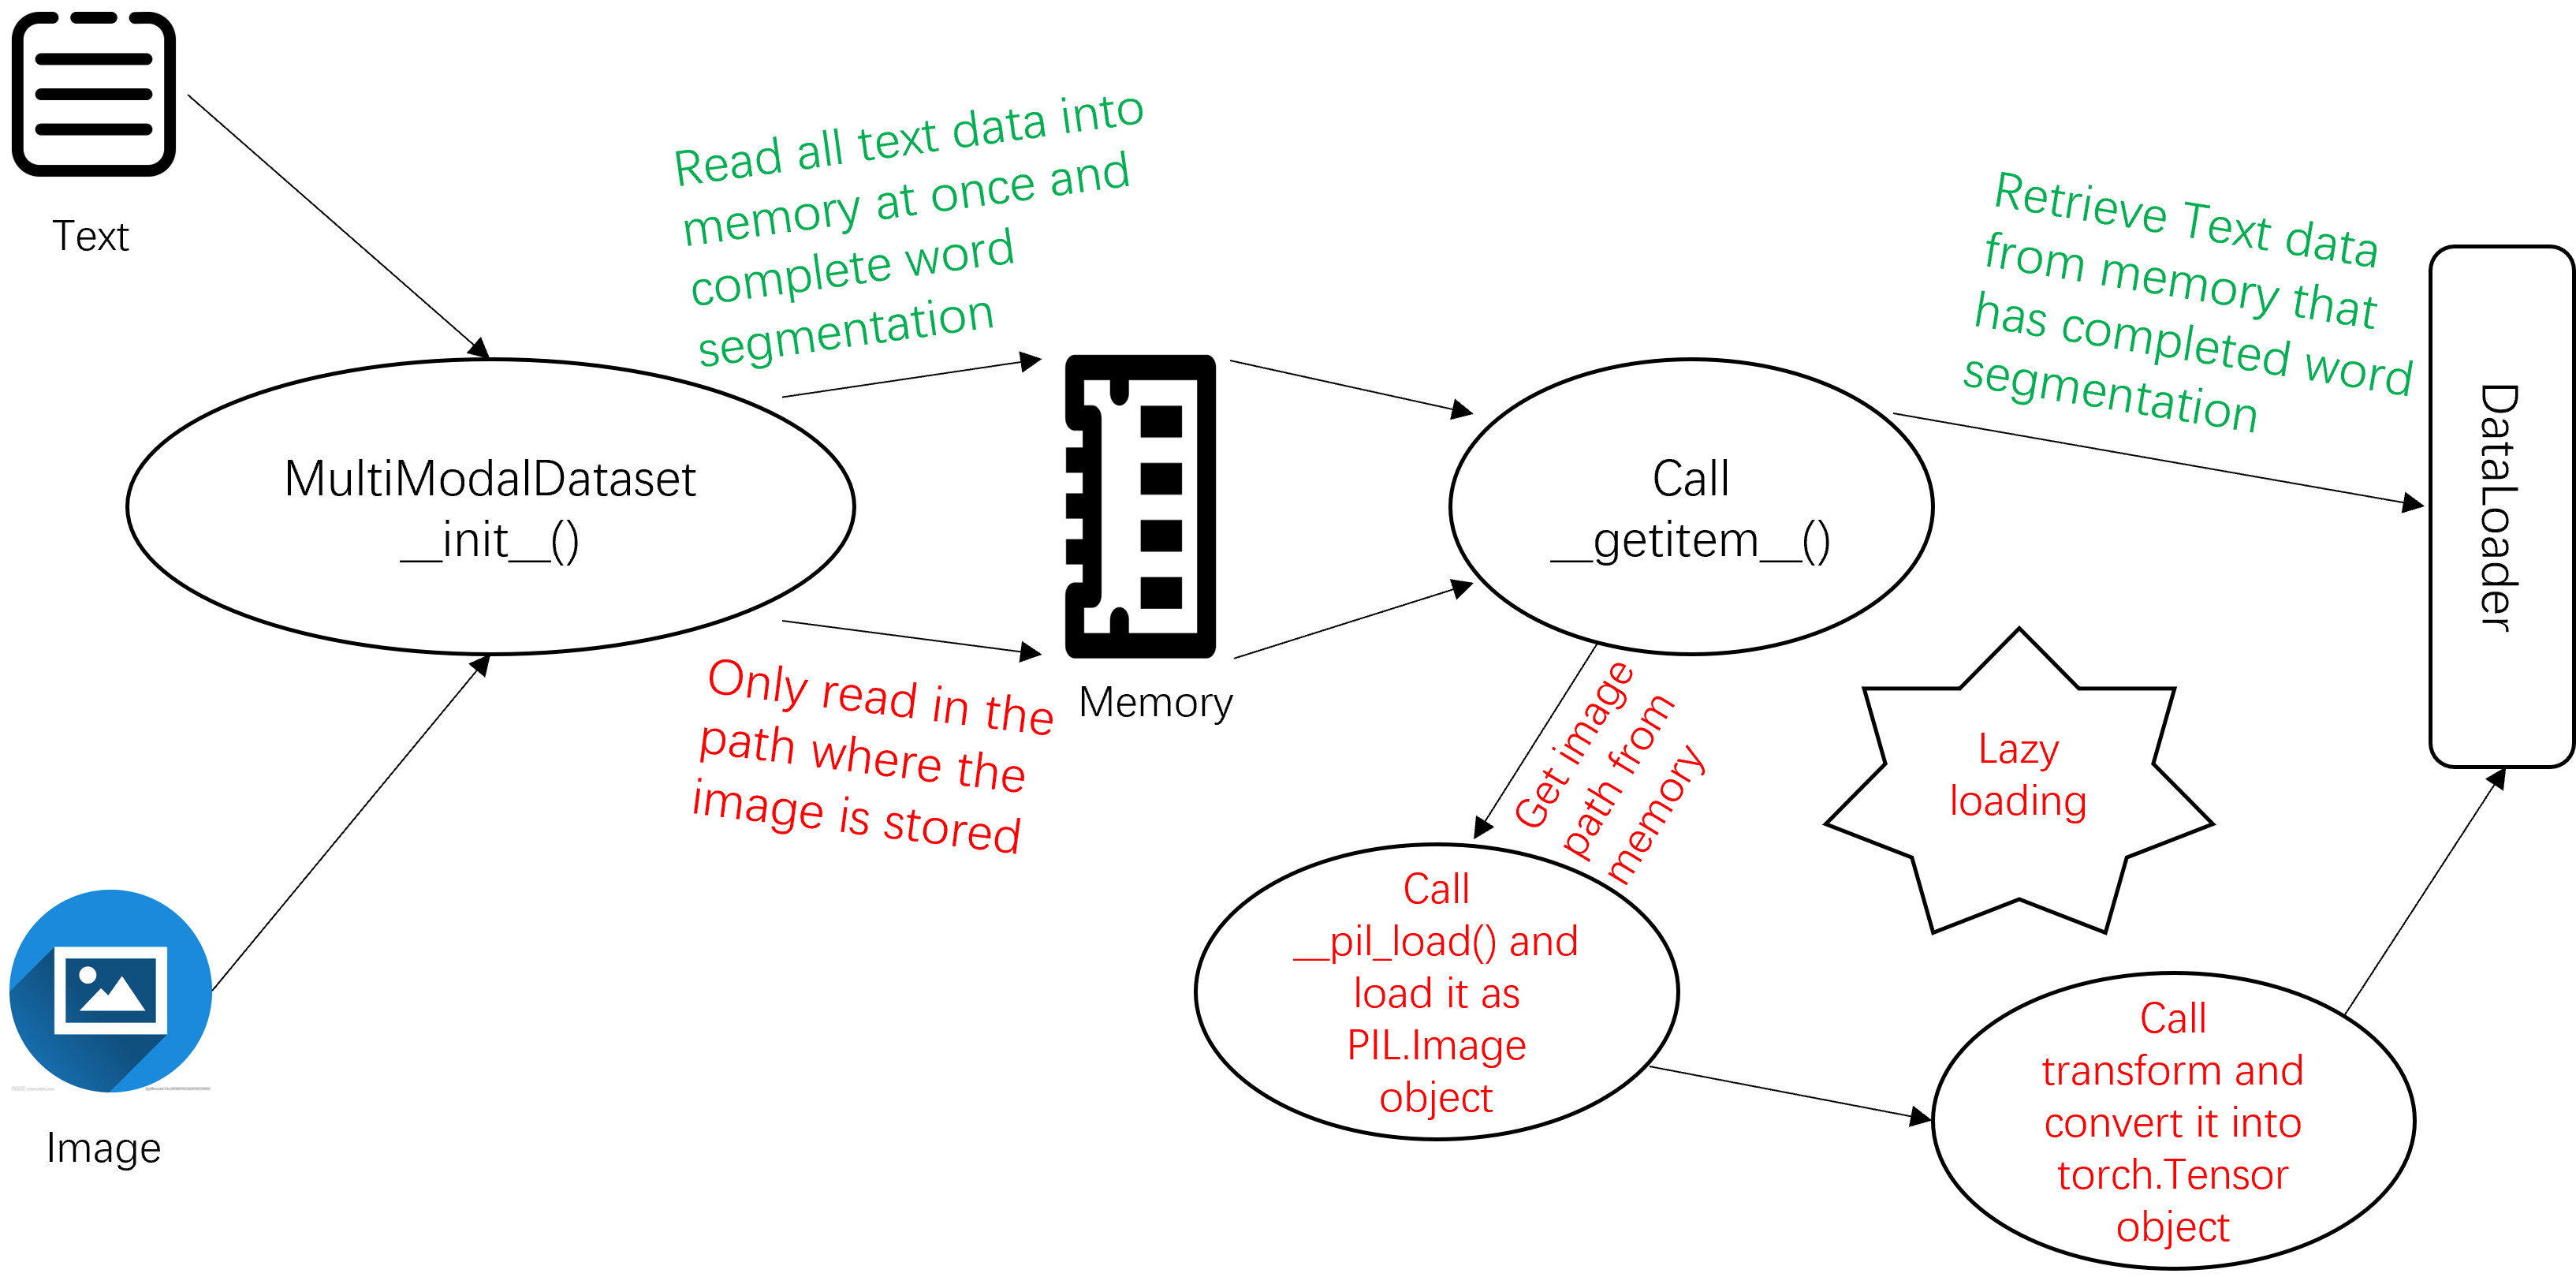 Text
Read all text data into
memory at once and
complete word
segmentation
Retrieve Text data
from memory that
has completed word
segmentation
MultiModalDataset
__init__()
Call
__getitem__()
DataLoader
Only read in the
path where the
image is stored
Memory
Get image
path from
memory
Lazy
loading
Call
__pil_load() and
load it as
PIL.Image
object
Call
transform and
convert it into
torch.Tensor
object
Image